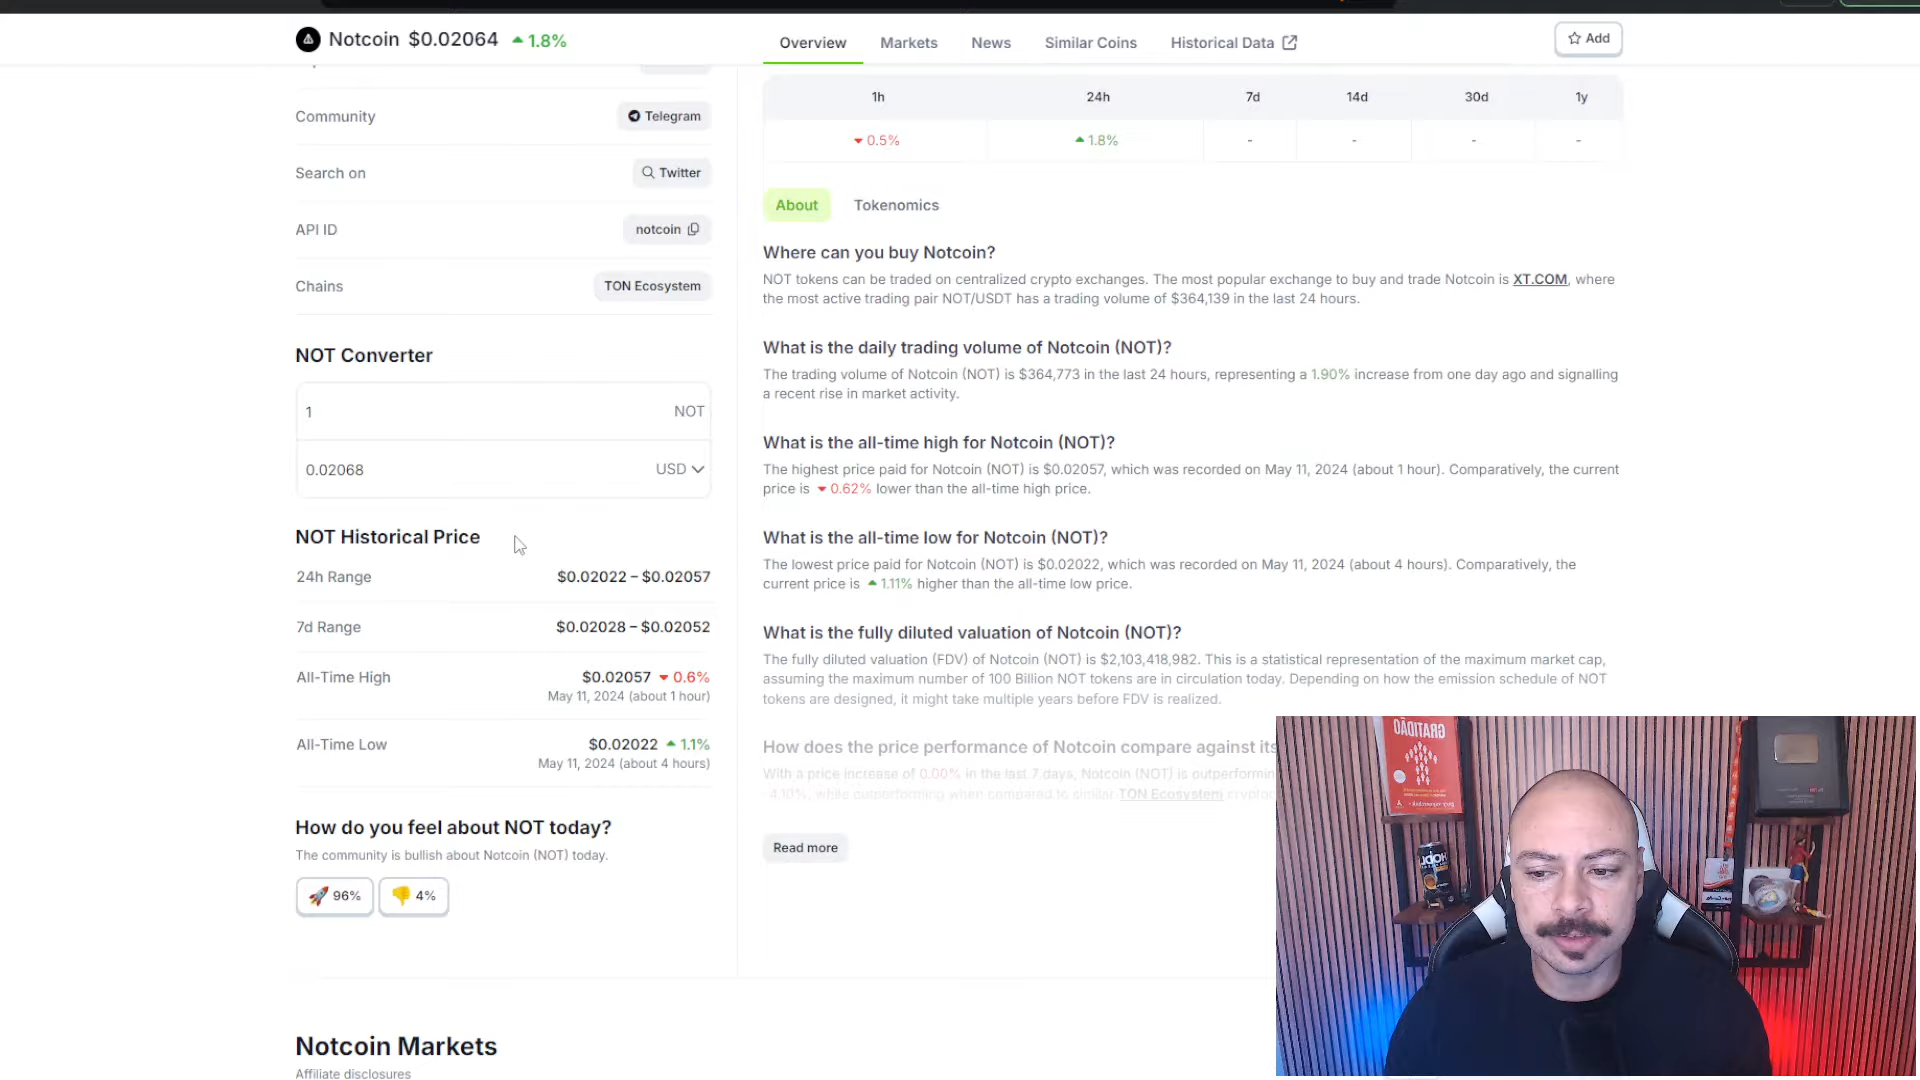 Notcoin $0.02064 1.8%
Overview Markets News Similar Coins Historical Data
Add
Community Telegram
Search on Twitter
API ID notcoin
Chains TON Ecosystem
NOT Converter
1 NOT
0.02068 USD
NOT Historical Price
24h Range $0.02022 – $0.02057
7d Range $0.02028 – $0.02052
All-Time High $0.02057 0.6%
May 11, 2024 (about 1 hour)
All-Time Low $0.02022 1.1%
May 11, 2024 (about 4 hours)
How do you feel about NOT today?
The community is bullish about Notcoin (NOT) today.
96% 4%
1h 24h 7d 14d 30d 1y
0.5% 1.8% - - - -
About Tokenomics
Where can you buy Notcoin?
NOT tokens can be traded on centralized crypto exchanges. The most popular exchange to buy and trade Notcoin is XT.COM, where
the most active trading pair NOT/USDT has a trading volume of $364,139 in the last 24 hours.
What is the daily trading volume of Notcoin (NOT)?
The trading volume of Notcoin (NOT) is $364,773 in the last 24 hours, representing a 1.90% increase from one day ago and signalling
a recent rise in market activity.
What is the all-time high for Notcoin (NOT)?
The highest price paid for Notcoin (NOT) is $0.02057, which was recorded on May 11, 2024 (about 1 hour). Comparatively, the current
price is 0.62% lower than the all-time high price.
What is the all-time low for Notcoin (NOT)?
The lowest price paid for Notcoin (NOT) is $0.02022, which was recorded on May 11, 2024 (about 4 hours). Comparatively, the
current price is 1.11% higher than the all-time low price.
What is the fully diluted valuation of Notcoin (NOT)?
The fully diluted valuation (FDV) of Notcoin (NOT) is $2,103,418,982. This is a statistical representation of the maximum market cap,
assuming the maximum number of 100 Billion NOT tokens are in circulation today. Depending on how the emission schedule of NOT
tokens are designed, it might take multiple years before FDV is realized.
How does the price performance of Notcoin compare against its
With a price increase of 0.00% in the last 7 days, Notcoin (NOT) is outperformin
-4.10%, while outperforming when compared to similar TON Ecosystem crypto
Read more
GRATIDÃO
Notcoin Markets
Affiliate disclosures